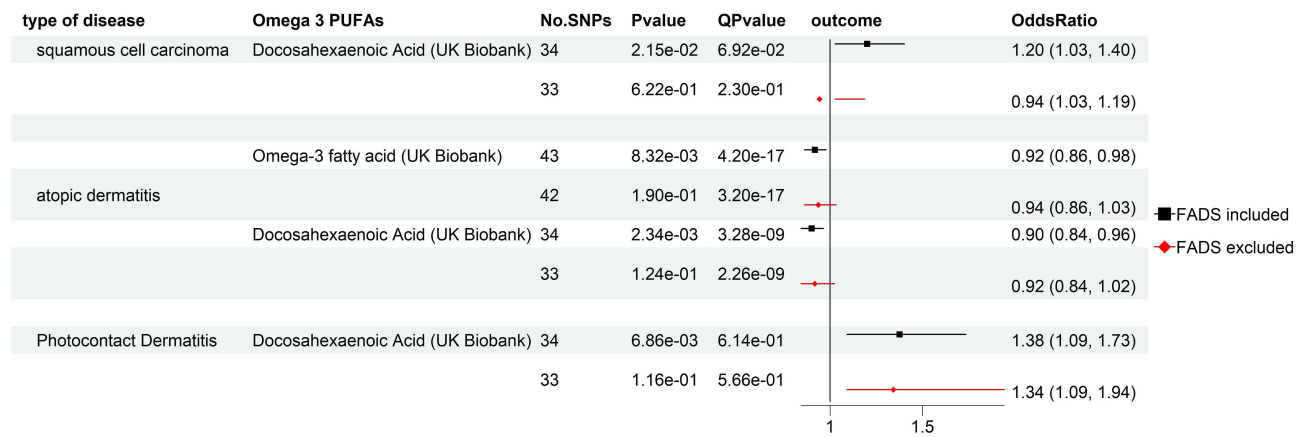 type of disease Omega 3 PUFAs No.SNPs Pvalue QPvalue outcome OddsRatio
squamous cell carcinoma Docosahexaenoic Acid (UK Biobank) 34 2.15e-02 6.92e-02 1.20 (1.03, 1.40)
33 6.22e-01 2.30e-01 0.94 (1.03, 1.19)
Omega-3 fatty acid (UK Biobank) 43 8.32e-03 4.20e-17 0.92 (0.86, 0.98)
atopic dermatitis 42 1.90e-01 3.20e-17 0.94 (0.86, 1.03)
FADS included
Docosahexaenoic Acid (UK Biobank) 34 2.34e-03 3.28e-09 0.90 (0.84, 0.96)
FADS excluded
33 1.24e-01 2.26e-09 0.92 (0.84, 1.02)
Photocontact Dermatitis Docosahexaenoic Acid (UK Biobank) 34 6.86e-03 6.14e-01 1.38 (1.09, 1.73)
33 1.16e-01 5.66e-01 1.34 (1.09, 1.94)
1 1.5